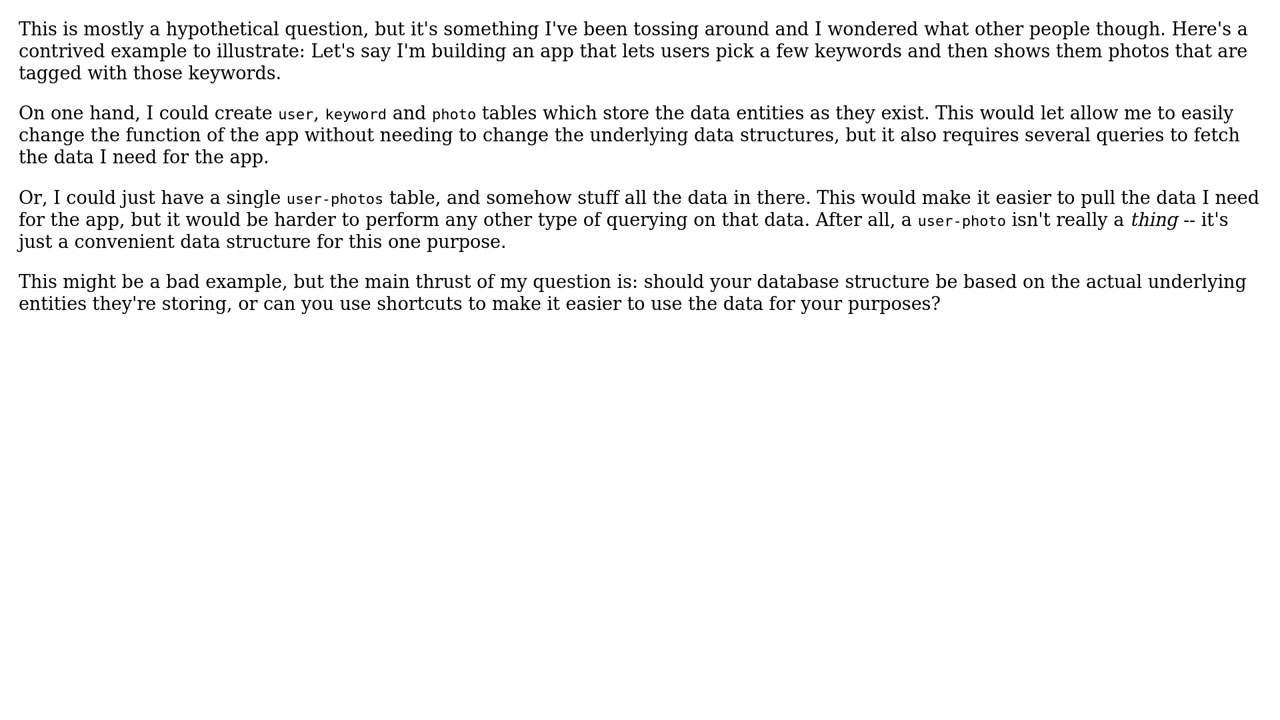 This is mostly a hypothetical question, but it's something I've been tossing around and I wondered what other people though. Here's a
contrived example to illustrate: Let's say I'm building an app that lets users pick a few keywords and then shows them photos that are
tagged with those keywords.
On one hand, I could create user, keyword and photo tables which store the data entities as they exist. This would let allow me to easily
change the function of the app without needing to change the underlying data structures, but it also requires several queries to fetch
the data I need for the app.
Or, I could just have a single user-photos table, and somehow stuff all the data in there. This would make it easier to pull the data I need
for the app, but it would be harder to perform any other type of querying on that data. After all, a user-photo isn't really a thing -- it's
just a convenient data structure for this one purpose.
This might be a bad example, but the main thrust of my question is: should your database structure be based on the actual underlying
entities they're storing, or can you use shortcuts to make it easier to use the data for your purposes?